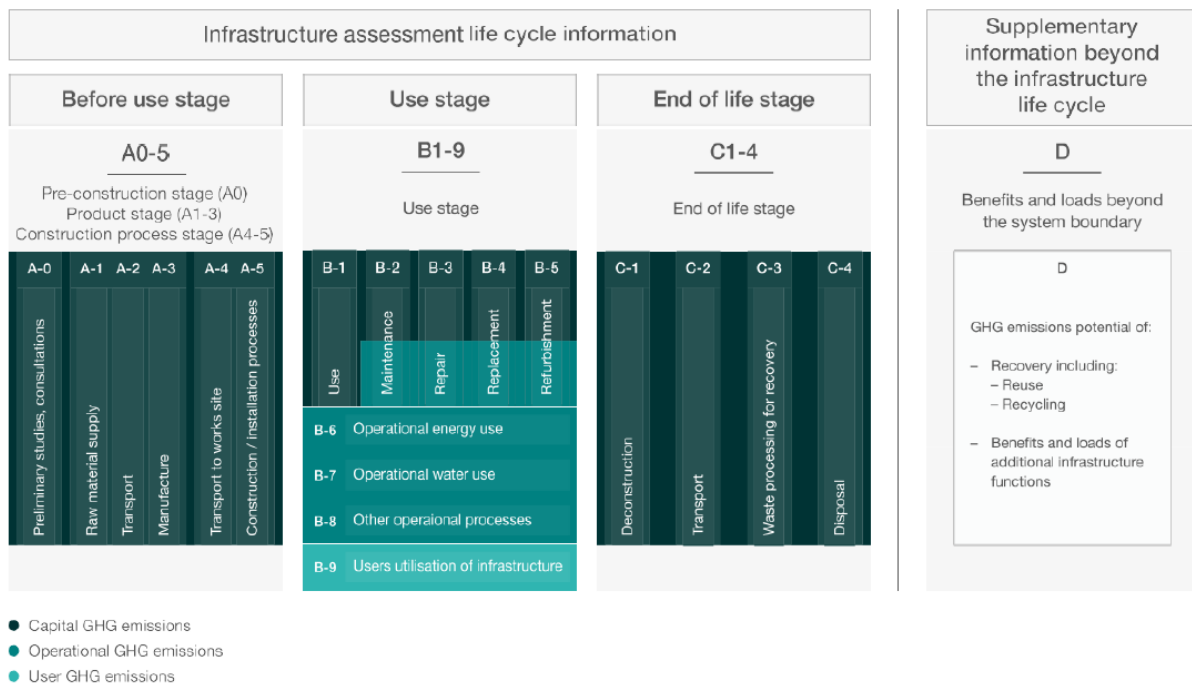 Infrastructure assessment life cycle information
Supplementary
information beyond
the infrastructure
life cycle
Before use stage
Use stage
End of life stage
A0-5
Pre-construction stage (A0)
Product stage (A1-3)
Construction process stage (A4-5)
B1-9
Use stage
C1-4
End of life stage
D
Benefits and loads beyond
the system boundary
A-0
Preliminary studies, consultations
A-1
Raw material supply
A-2
Transport
A-3
Manufacture
A-4
Transport to works site
A-5
Construction / installation processes
B-1
Use
B-2
Maintenance
B-3
Repair
B-4
Replacement
B-5
Refurbishment
B-6 Operational energy use
B-7 Operational water use
B-8 Other operaional processes
B-9 Users utilisation of infrastructure
C-1
Deconstruction
C-2
Transport
C-3
Waste processing for recovery
C-4
Disposal
D
GHG emissions potential of:
– Recovery including:
– Reuse
– Recycling
– Benefits and loads of
additional infrastructure
functions
Capital GHG emissions
Operational GHG emissions
User GHG emissions